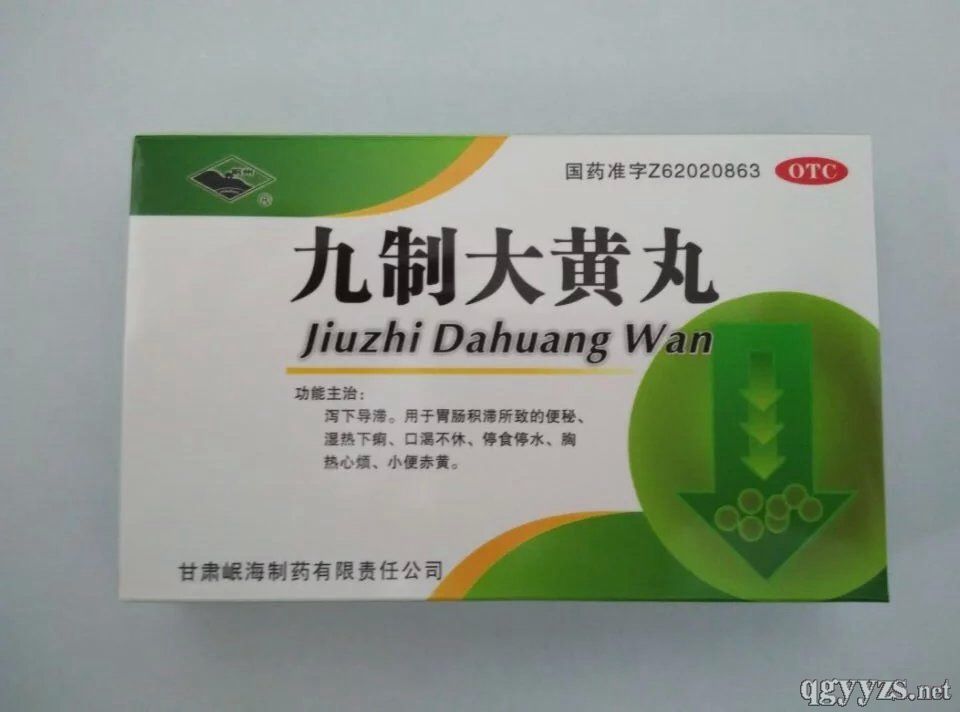 国药准字Z62020863 OTC
九制大黄丸
Jiuzhi Dahuang Wan
功能主治：
泻下导滞。用于胃肠积滞所致的便秘、
湿热下痢、口渴不休、停食停水、胸
热心烦、小便赤黄。
甘肃岷海制药有限责任公司
qgyyzs.net